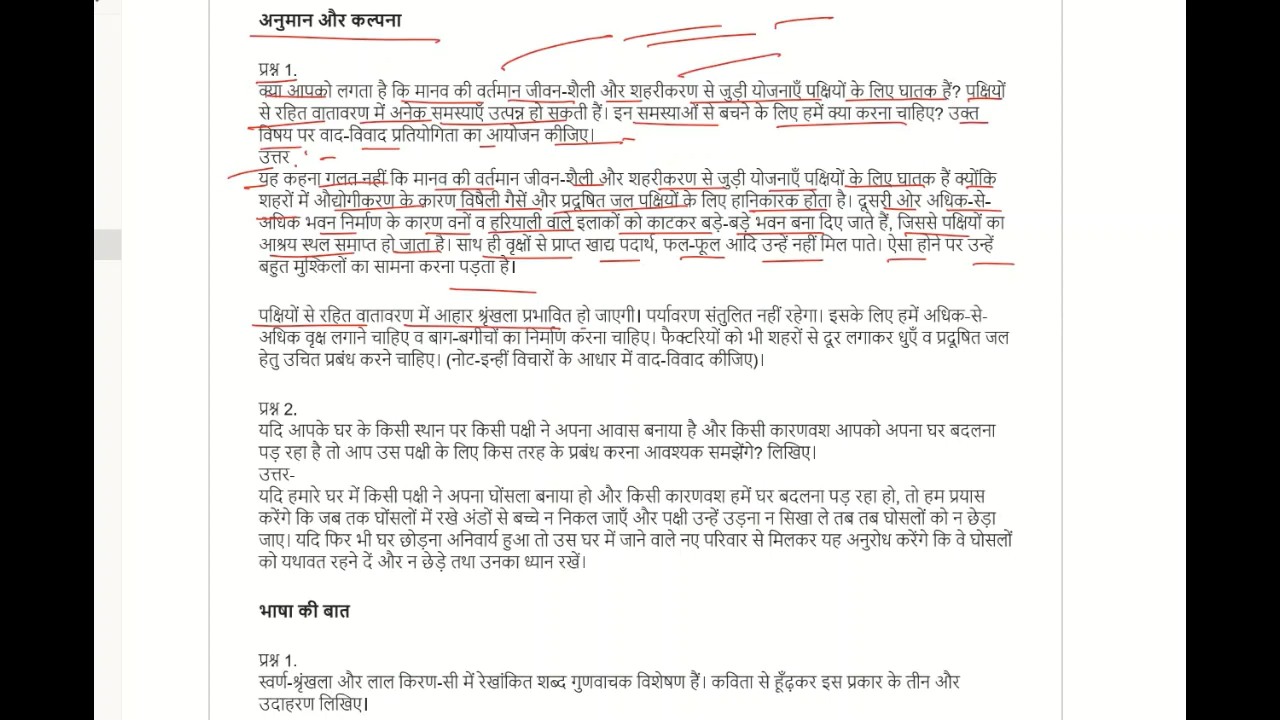 अनुमान और कल्पना
प्रश्न 1.
क्या आपको लगता है कि मानव की वर्तमान जीवन-शैली और शहरीकरण से जुड़ी योजनाएँ पक्षियों के लिए घातक हैं? पक्षियों
से रहित वातावरण में अनेक समस्याएँ उत्पन्न हो सकती हैं। इन समस्याओं से बचने के लिए हमें क्या करना चाहिए? उक्त
विषय पर वाद-विवाद प्रतियोगिता का आयोजन कीजिए।
उत्तर
यह कहना गलत नहीं कि मानव की वर्तमान जीवन-शैली और शहरीकरण से जुड़ी योजनाएँ पक्षियों के लिए घातक हैं क्योंकि
शहरों में औद्योगीकरण के कारण विषैली गैसें और प्रदूषित जल पक्षियों के लिए हानिकारक होता है। दूसरी ओर अधिक-से-
अधिक भवन निर्माण के कारण वनों व हरियाली वाले इलाकों को काटकर बड़े-बड़े भवन बना दिए जाते हैं, जिससे पक्षियों का
आश्रय स्थल समाप्त हो जाता है। साथ ही वृक्षों से प्राप्त खाद्य पदार्थ, फल-फूल आदि उन्हें नहीं मिल पाते। ऐसा होने पर उन्हें
बहुत मुश्किलों का सामना करना पड़ता है।
पक्षियों से रहित वातावरण में आहार श्रृंखला प्रभावित हो जाएगी। पर्यावरण संतुलित नहीं रहेगा। इसके लिए हमें अधिक-से-
अधिक वृक्ष लगाने चाहिए व बाग-बगीचों का निर्माण करना चाहिए। फैक्टरियों को भी शहरों से दूर लगाकर धुएँ व प्रदूषित जल
हेतु उचित प्रबंध करने चाहिए। (नोट-इन्हीं विचारों के आधार में वाद-विवाद कीजिए)।
प्रश्न 2.
यदि आपके घर के किसी स्थान पर किसी पक्षी ने अपना आवास बनाया है और किसी कारणवश आपको अपना घर बदलना
पड़ रहा है तो आप उस पक्षी के लिए किस तरह के प्रबंध करना आवश्यक समझेंगे? लिखिए।
उत्तर-
यदि हमारे घर में किसी पक्षी ने अपना घोंसला बनाया हो और किसी कारणवश हमें घर बदलना पड़ रहा हो, तो हम प्रयास
करेंगे कि जब तक घोंसलों में रखे अंडों से बच्चे न निकल जाएँ और पक्षी उन्हें उड़ना न सिखा ले तब तब घोसलों को न छेड़ा
जाए। यदि फिर भी घर छोड़ना अनिवार्य हुआ तो उस घर में जाने वाले नए परिवार से मिलकर यह अनुरोध करेंगे कि वे घोसलों
को यथावत रहने दें और न छेड़े तथा उनका ध्यान रखें।
भाषा की बात
प्रश्न 1.
स्वर्ण-श्रृंखला और लाल किरण-सी में रेखांकित शब्द गुणवाचक विशेषण हैं। कविता से ढूँढ़कर इस प्रकार के तीन और
उदाहरण लिखिए।